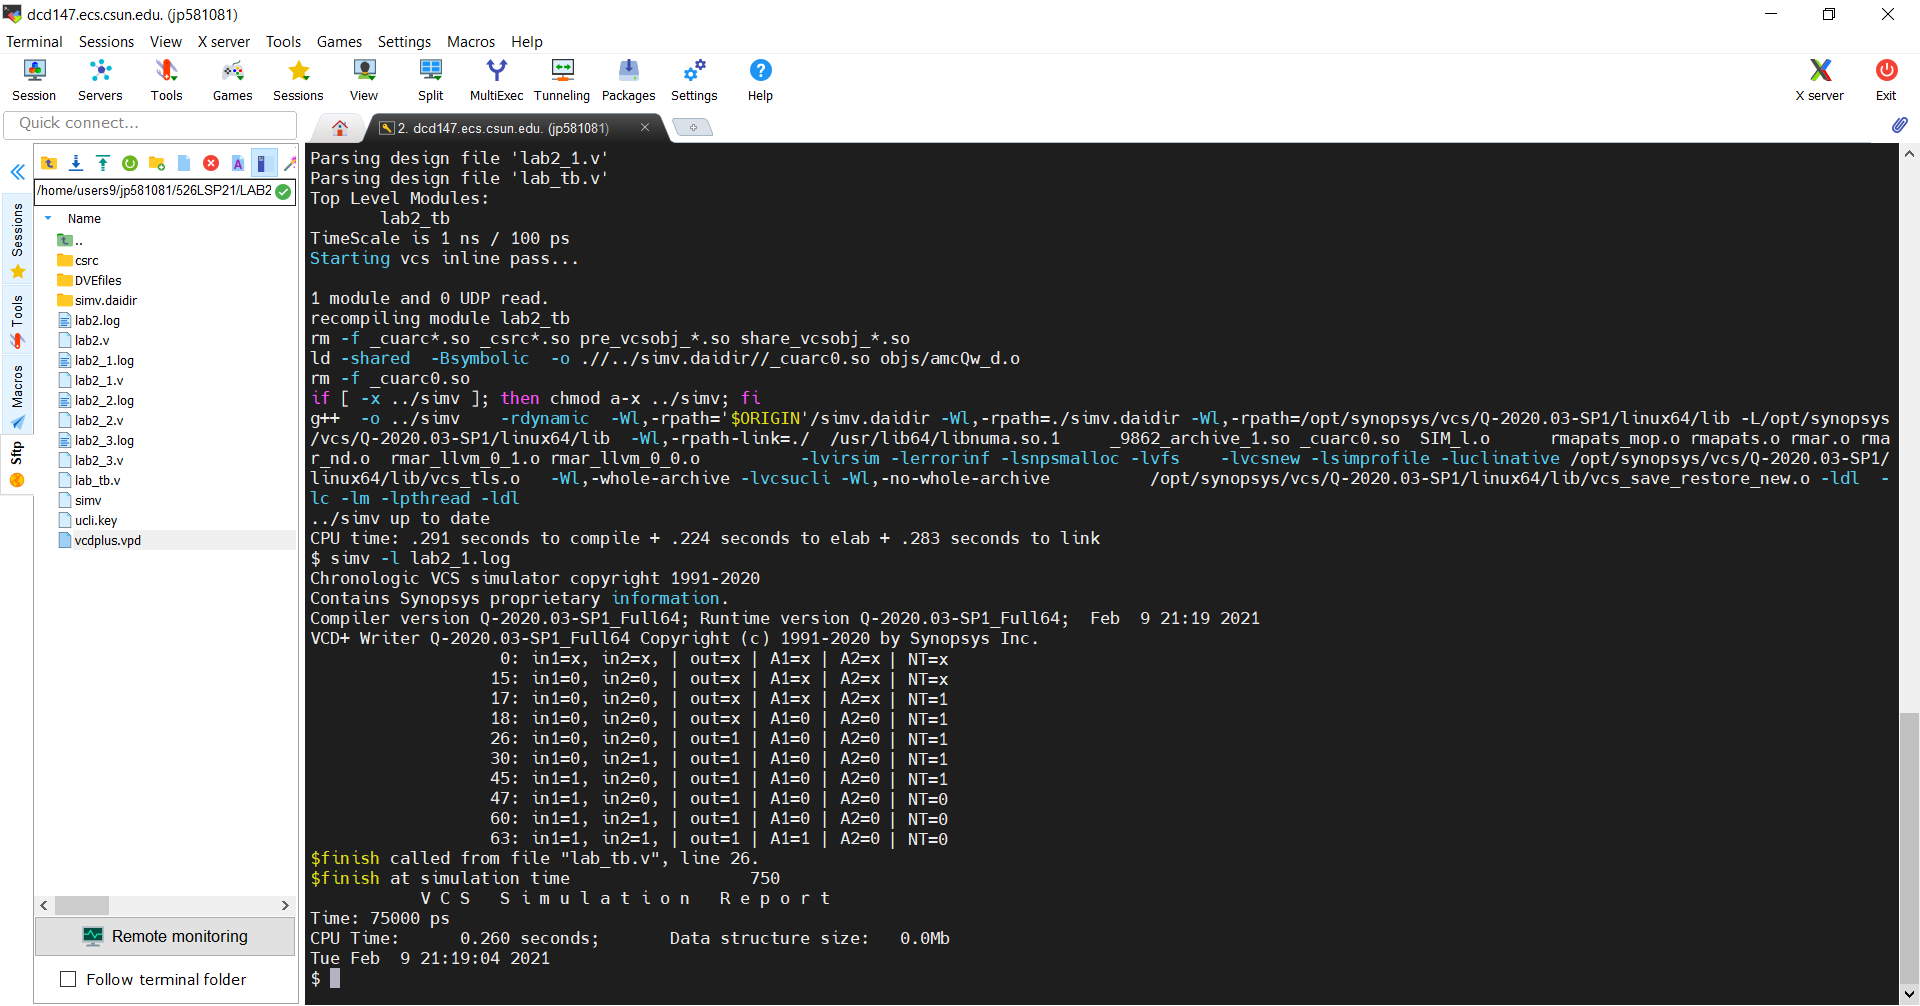 dcd147.ecs.csun.edu. (jp581081)
Terminal Sessions View X server Tools Games Settings Macros Help
Session Servers Tools Games Sessions View Split MultiExec Tunneling Packages Settings Help X server Exit
Quick connect...
2. dcd147.ecs.csun.edu. (jp581081)
/home/users9/jp581081/526LSP21/LAB2
Name
..
csrc
DVEfiles
simv.daidir
lab2.log
lab2.v
lab2_1.log
lab2_1.v
lab2_2.log
lab2_2.v
lab2_3.log
lab2_3.v
lab_tb.v
simv
ucli.key
vcdplus.vpd
Sessions
Tools
Macros
Sftp
Remote monitoring
Follow terminal folder
Parsing design file 'lab2_1.v'
Parsing design file 'lab_tb.v'
Top Level Modules:
       lab2_tb
TimeScale is 1 ns / 100 ps
Starting vcs inline pass...
1 module and 0 UDP read.
recompiling module lab2_tb
rm -f _cuarc*.so _csrc*.so pre_vcsobj_*.so share_vcsobj_*.so
ld -shared  -Bsymbolic  -o .//../simv.daidir//_cuarc0.so objs/amcQw_d.o
rm -f _cuarc0.so
if [ -x ../simv ]; then chmod a-x ../simv; fi
g++  -o ../simv    -rdynamic  -Wl,-rpath='$ORIGIN'/simv.daidir -Wl,-rpath=./simv.daidir -Wl,-rpath=/opt/synopsys/vcs/Q-2020.03-SP1/linux64/lib -L/opt/synopsys
/vcs/Q-2020.03-SP1/linux64/lib  -Wl,-rpath-link=./  /usr/lib64/libnuma.so.1     _9862_archive_1.so _cuarc0.so  SIM_l.o      rmapats_mop.o rmapats.o rmar.o rma
r_nd.o  rmar_llvm_0_1.o rmar_llvm_0_0.o          -lvirsim -lerrorinf -lsnpsmalloc -lvfs    -lvcsnew -lsimprofile -luclinative /opt/synopsys/vcs/Q-2020.03-SP1/
linux64/lib/vcs_tls.o   -Wl,-whole-archive -lvcsucli -Wl,-no-whole-archive          /opt/synopsys/vcs/Q-2020.03-SP1/linux64/lib/vcs_save_restore_new.o -ldl  -
lc -lm -lpthread -ldl
../simv up to date
CPU time: .291 seconds to compile + .224 seconds to elab + .283 seconds to link
$ simv -l lab2_1.log
Chronologic VCS simulator copyright 1991-2020
Contains Synopsys proprietary information.
Compiler version Q-2020.03-SP1_Full64; Runtime version Q-2020.03-SP1_Full64;  Feb  9 21:19 2021
VCD+ Writer Q-2020.03-SP1_Full64 Copyright (c) 1991-2020 by Synopsys Inc.
0: in1=x, in2=x, | out=x | A1=x | A2=x | NT=x
15: in1=0, in2=0, | out=x | A1=x | A2=x | NT=x
17: in1=0, in2=0, | out=x | A1=x | A2=x | NT=1
18: in1=0, in2=0, | out=x | A1=0 | A2=0 | NT=1
26: in1=0, in2=0, | out=1 | A1=0 | A2=0 | NT=1
30: in1=0, in2=1, | out=1 | A1=0 | A2=0 | NT=1
45: in1=1, in2=0, | out=1 | A1=0 | A2=0 | NT=1
47: in1=1, in2=0, | out=1 | A1=0 | A2=0 | NT=0
60: in1=1, in2=1, | out=1 | A1=0 | A2=0 | NT=0
63: in1=1, in2=1, | out=1 | A1=1 | A2=0 | NT=0
$finish called from file "lab_tb.v", line 26.
$finish at simulation time                  750
           V C S   S i m u l a t i o n   R e p o r t
Time: 75000 ps
CPU Time:      0.260 seconds;       Data structure size:   0.0Mb
Tue Feb  9 21:19:04 2021
$